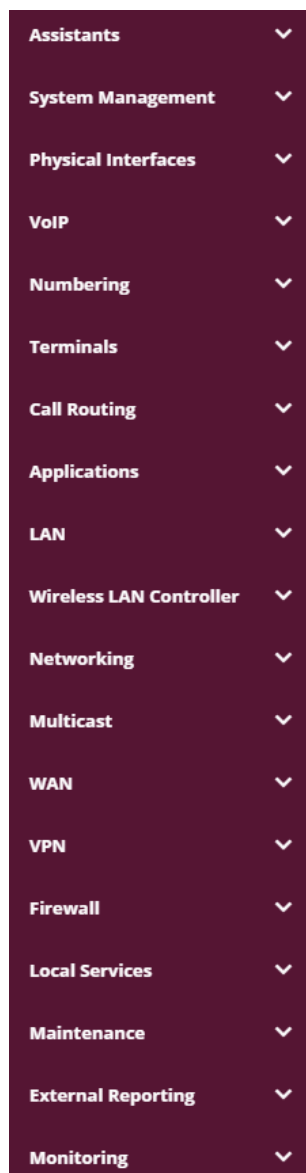 Assistants
System Management
Physical Interfaces
VoIP
Numbering
Terminals
Call Routing
Applications
LAN
Wireless LAN Controller
Networking
Multicast
WAN
VPN
Firewall
Local Services
Maintenance
External Reporting
Monitoring